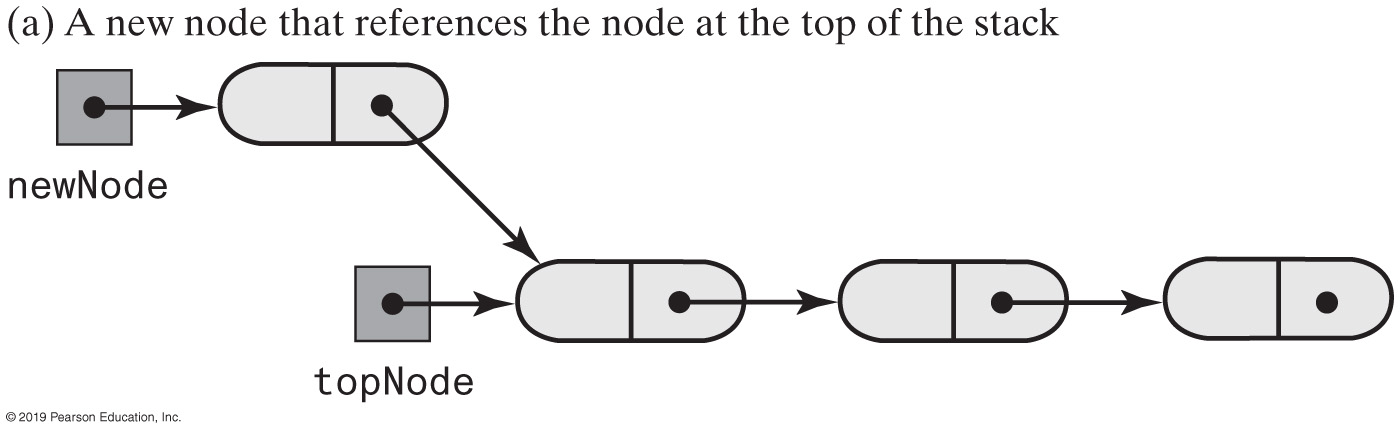 (a) A new node that references the node at the top of the stack
newNode
topNode
© 2019 Pearson Education, Inc.